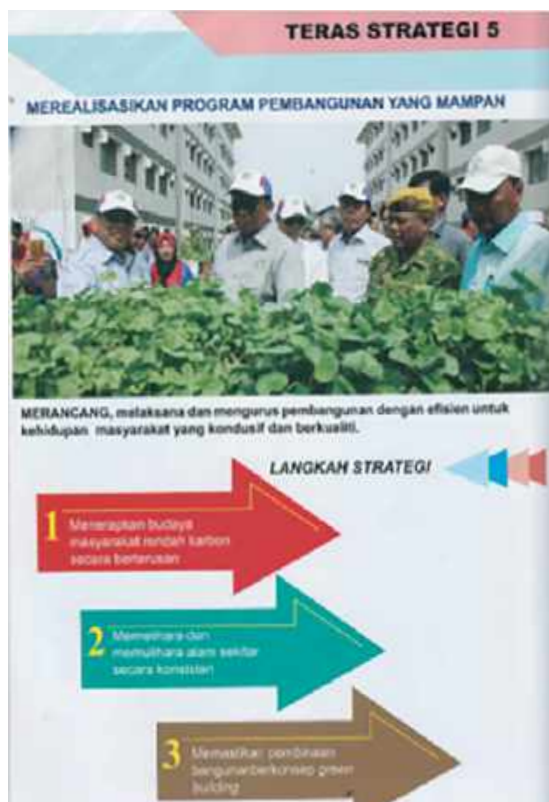 TERAS STRATEGI 5
MEREALISASIKAN PROGRAM PEMBANGUNAN YANG MAMPAN
MERANCANG, melaksana dan mengurus pembangunan dengan efisien untuk
kehidupan masyarakat yang kondusif dan berkualiti.
LANGKAH STRATEGI
1 Menerapkan budaya
masyarakat rendah karbon
secara berterusan
2 Memelihara dan
memulihara alam sekitar
secara konsisten
3 Memastikan pembinaan
bangunanberkonsep green
building